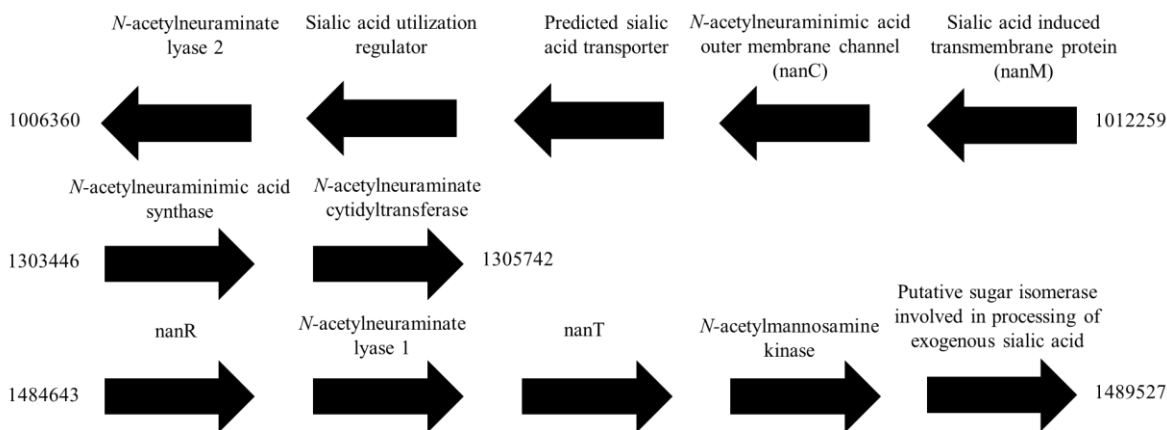 N-acetylneuraminate
lyase 2
Sialic acid utilization
regulator
Predicted sialic
acid transporter
N-acetylneuraminimic acid
outer membrane channel
(nanC)
Sialic acid induced
transmembrane protein
(nanM)
1006360
1012259
N-acetylneuraminimic acid
synthase
N-acetylneuraminate
cytidyltransferase
1303446
1305742
nanR
N-acetylneuraminate
lyase 1
nanT
N-acetylmannosamine
kinase
Putative sugar isomerase
involved in processing of
exogenous sialic acid
1484643
1489527